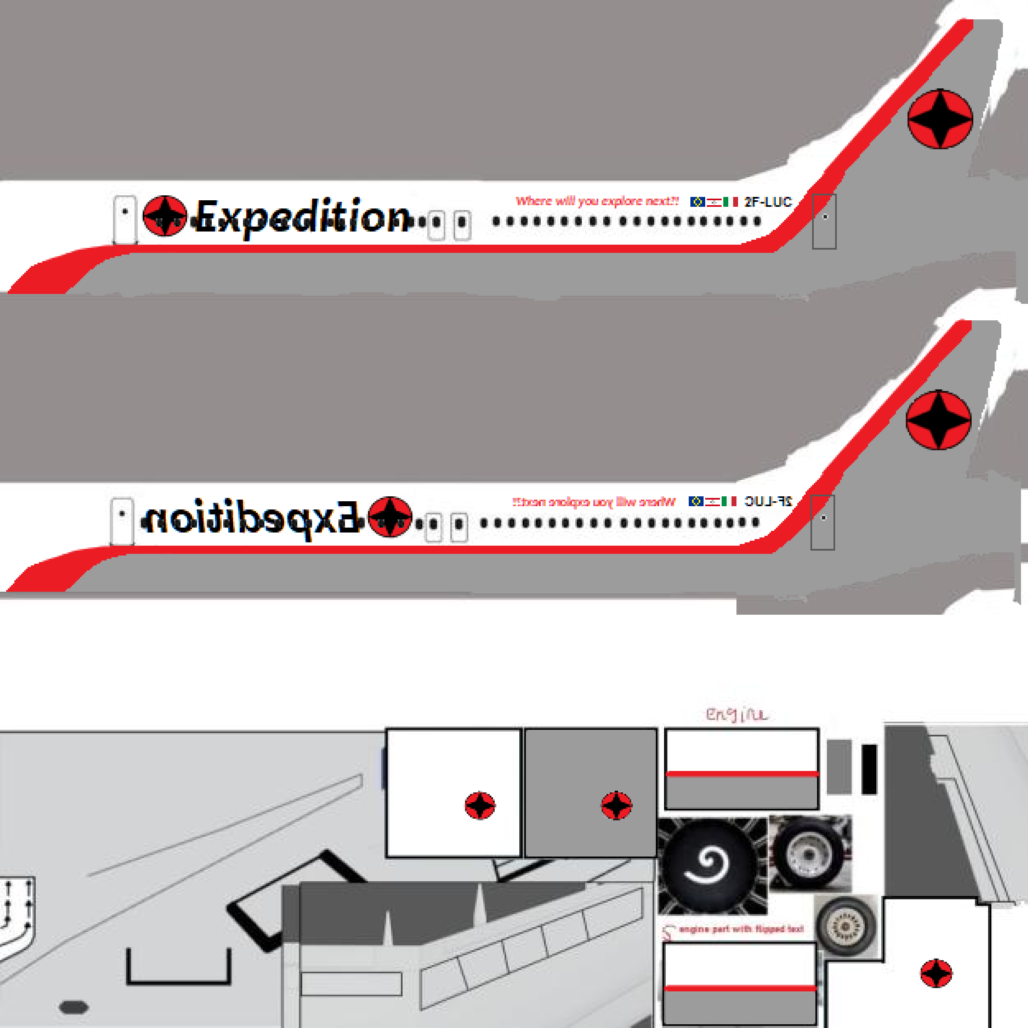 Where will you explore next?!
2F-LUC
Expedition
Where will you explore next?!
2F-LUC
Expedition
engine
engine part with flipped text